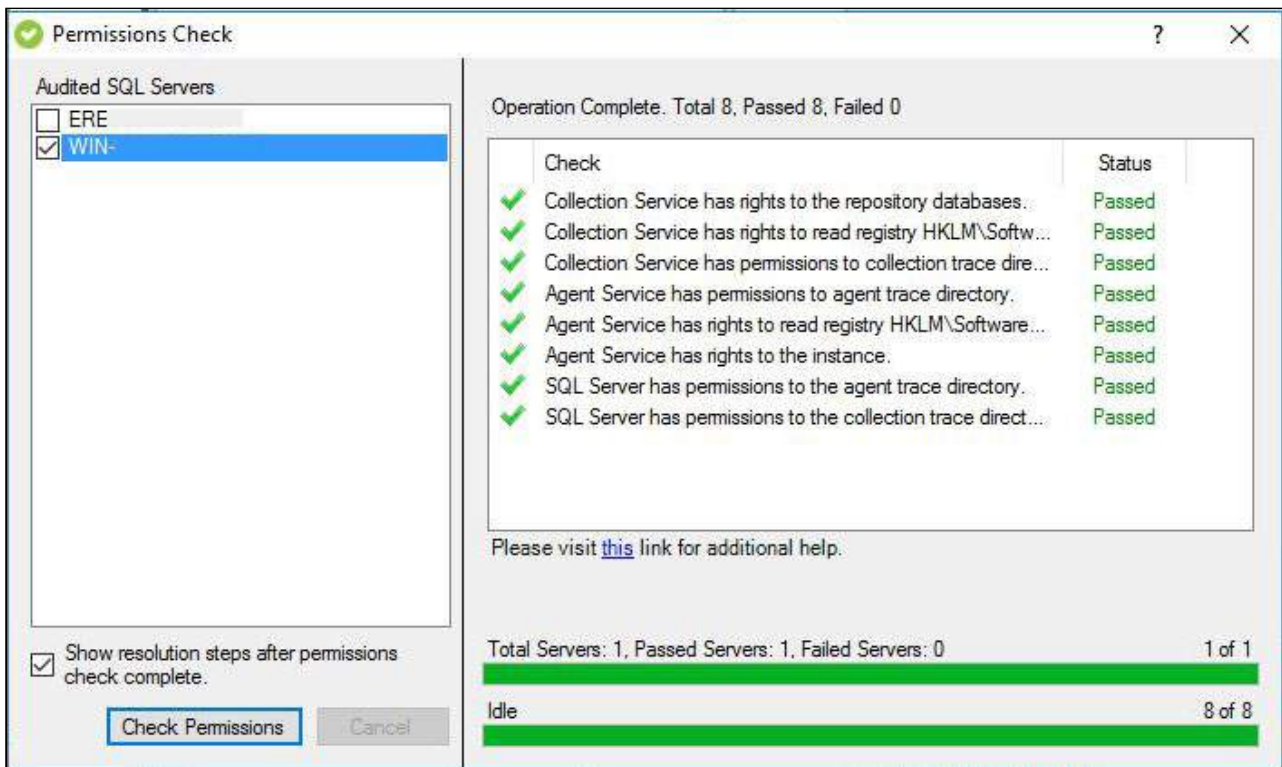 Permissions Check
?
Audited SQL Servers
ERE
WIN-
Show resolution steps after permissions
check complete.
Check Permissions
Cancel
Operation Complete. Total 8, Passed 8, Failed 0
Check Status
Collection Service has rights to the repository databases. Passed
Collection Service has rights to read registry HKLM\Softw... Passed
Collection Service has permissions to collection trace dire... Passed
Agent Service has permissions to agent trace directory. Passed
Agent Service has rights to read registry HKLM\Software... Passed
Agent Service has rights to the instance. Passed
SQL Server has permissions to the agent trace directory. Passed
SQL Server has permissions to the collection trace direct... Passed
Please visit this link for additional help.
Total Servers: 1, Passed Servers: 1, Failed Servers: 0 1 of 1
Idle 8 of 8